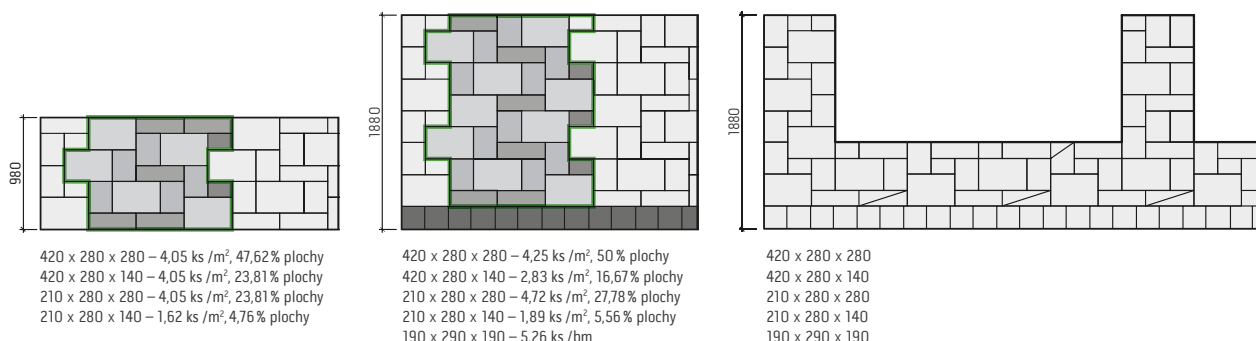 980
420 x 280 x 280 – 4,05 ks /m², 47,62 % plochy
420 x 280 x 140 – 4,05 ks /m², 23,81 % plochy
210 x 280 x 280 – 4,05 ks /m², 23,81 % plochy
210 x 280 x 140 – 1,62 ks /m², 4,76 % plochy
1880
420 x 280 x 280 – 4,25 ks /m², 50 % plochy
420 x 280 x 140 – 2,83 ks /m², 16,67 % plochy
210 x 280 x 280 – 4,72 ks /m², 27,78 % plochy
210 x 280 x 140 – 1,89 ks /m², 5,56 % plochy
190 x 290 x 190 – 5,26 ks /bm
1880
420 x 280 x 280
420 x 280 x 140
210 x 280 x 280
210 x 280 x 140
190 x 290 x 190